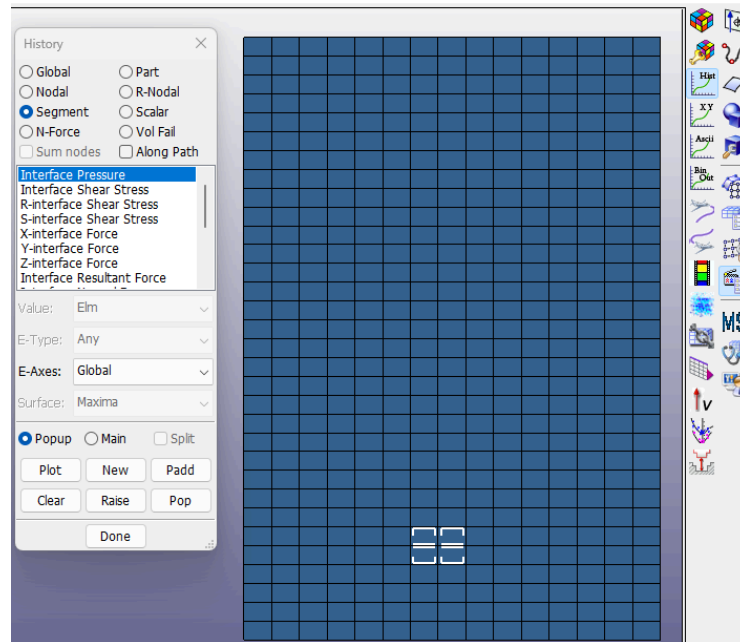 History
Global Part
Nodal R-Nodal
Segment Scalar
N-Force Vol Fail
Sum nodes Along Path
Interface Pressure
Interface Shear Stress
R-interface Shear Stress
S-interface Shear Stress
X-interface Force
Y-interface Force
Z-interface Force
Interface Resultant Force
Value: Elm
E-Type: Any
E-Axes: Global
Surface: Maxima
Popup Main Split
Plot New Padd
Clear Raise Pop
Done
Hist
XY
Ascii
Bin
Out
MS
V